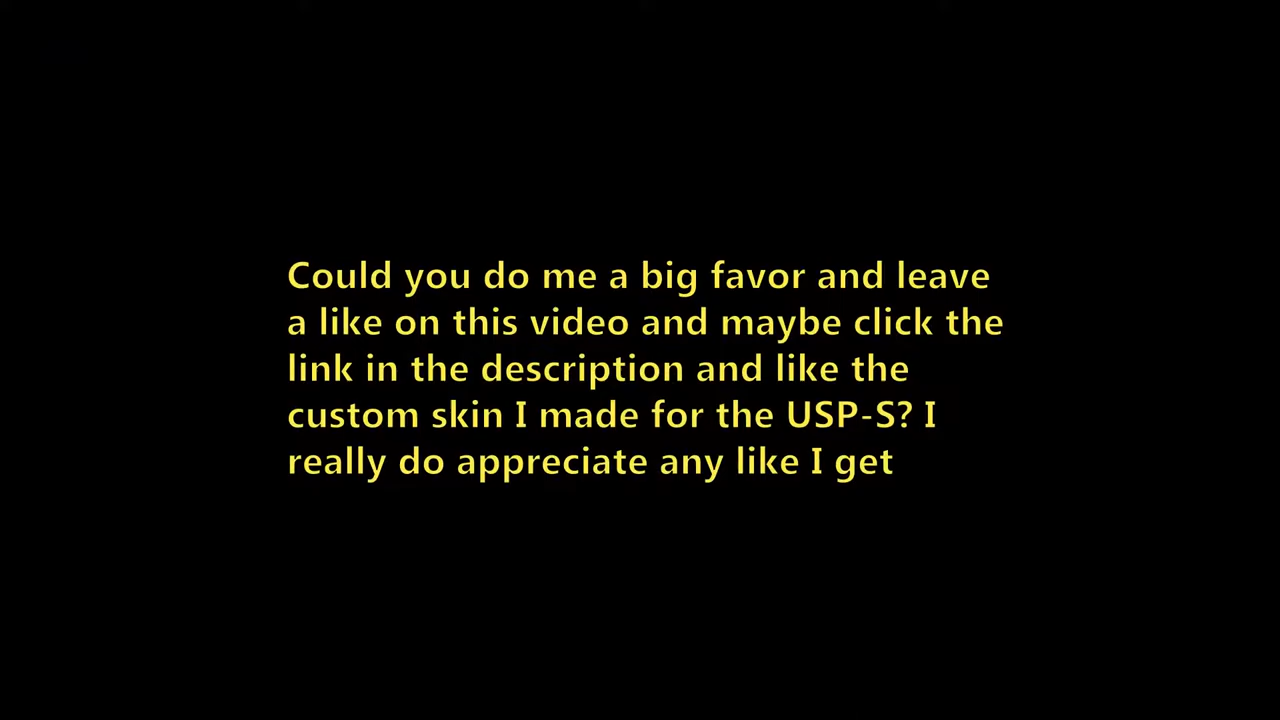 Could you do me a big favor and leave
a like on this video and maybe click the
link in the description and like the
custom skin I made for the USP-S? I
really do appreciate any like I get